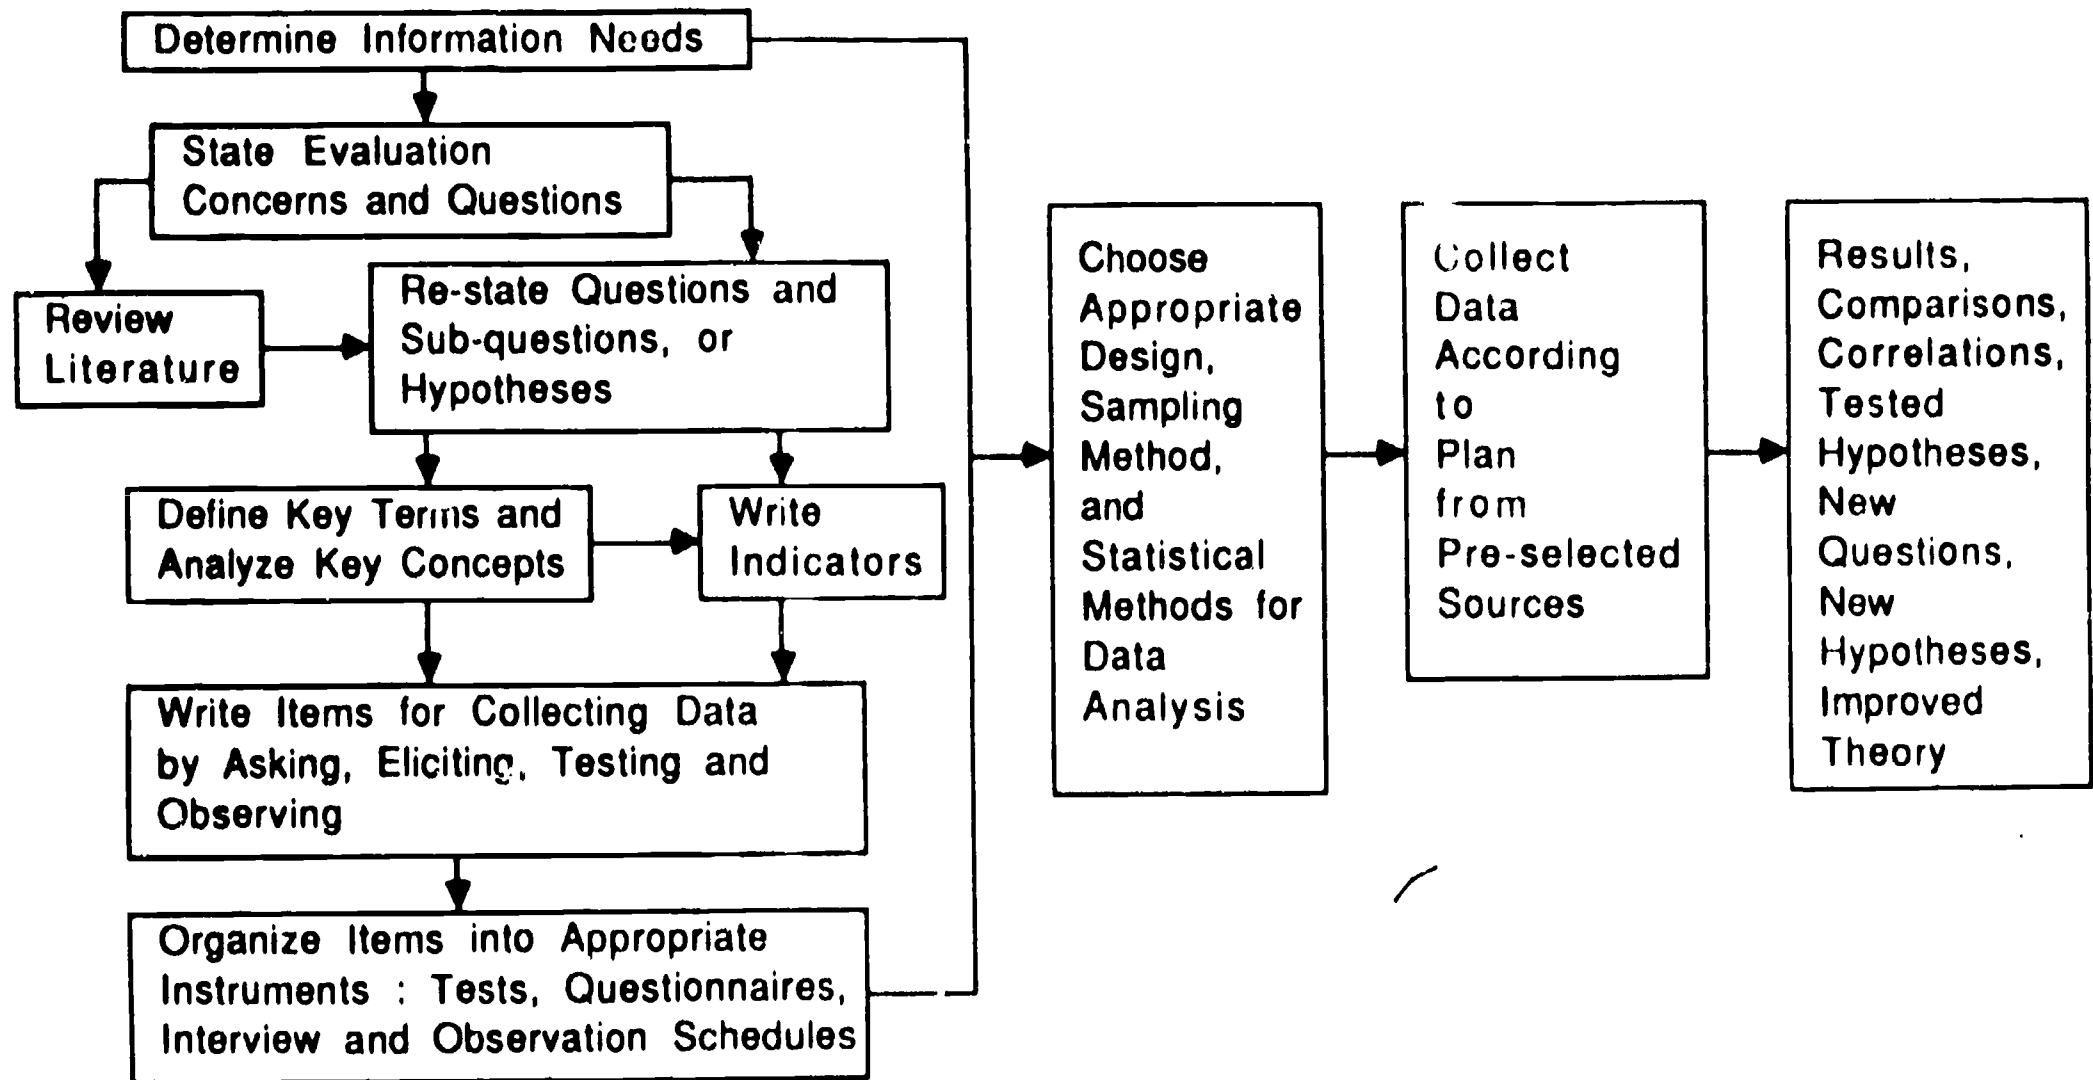 Determine Information Needs
State Evaluation
Concerns and Questions
Review
Literature
Re-state Questions and
Sub-questions, or
Hypotheses
Define Key Terms and
Analyze Key Concepts
Write
Indicators
Write Items for Collecting Data
by Asking, Eliciting, Testing and
Observing
Organize Items into Appropriate
Instruments : Tests, Questionnaires,
Interview and Observation Schedules
Choose
Appropriate
Design,
Sampling
Method,
and
Statistical
Methods for
Data
Analysis
Collect
Data
According
to
Plan
from
Pre-selected
Sources
Results,
Comparisons,
Correlations,
Tested
Hypotheses,
New
Questions,
New
Hypotheses,
Improved
Theory